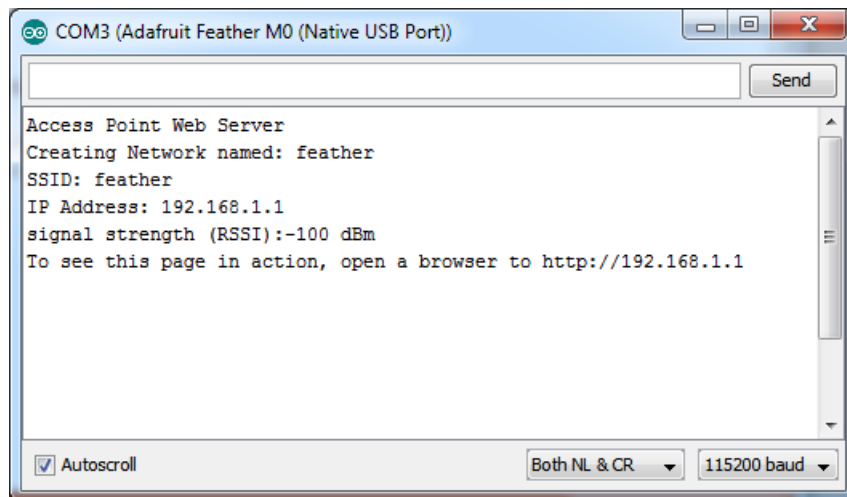 COM3 (Adafruit Feather M0 (Native USB Port))
Send
Access Point Web Server
Creating Network named: feather
SSID: feather
IP Address: 192.168.1.1
signal strength (RSSI):-100 dBm
To see this page in action, open a browser to http://192.168.1.1
Autoscroll Both NL & CR 115200 baud